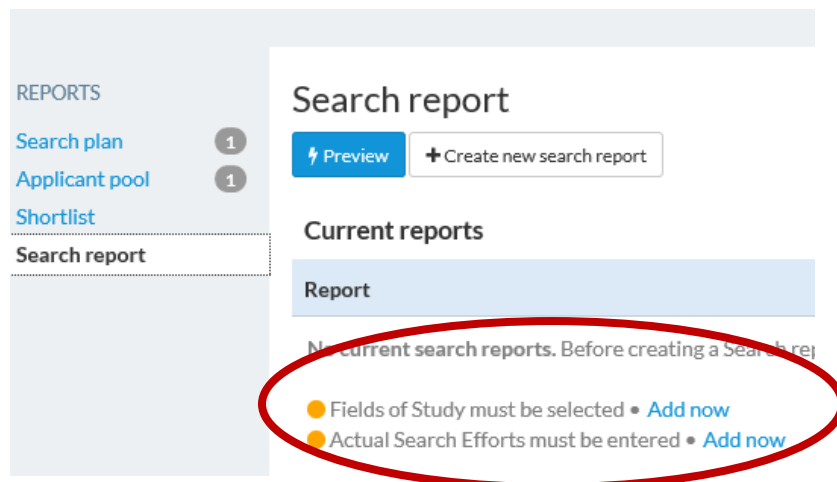 REPORTS
Search plan 1
Applicant pool 1
Shortlist
Search report
Search report
Preview + Create new search report
Current reports
Report
No current search reports. Before creating a Search
Fields of Study must be selected • Add now
Actual Search Efforts must be entered • Add now